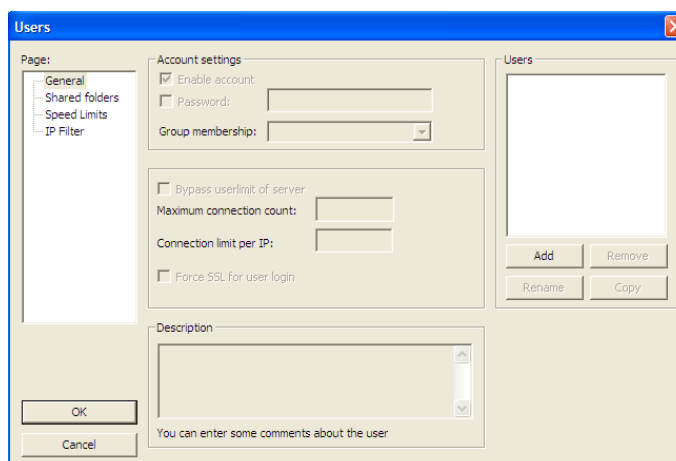 Users
Page:
General
Shared folders
Speed Limits
IP Filter
OK
Cancel
Account settings
Enable account
Password:
Group membership:
Bypass userlimit of server
Maximum connection count:
Connection limit per IP:
Force SSL for user login
Description
You can enter some comments about the user
Users
Add Remove
Rename Copy